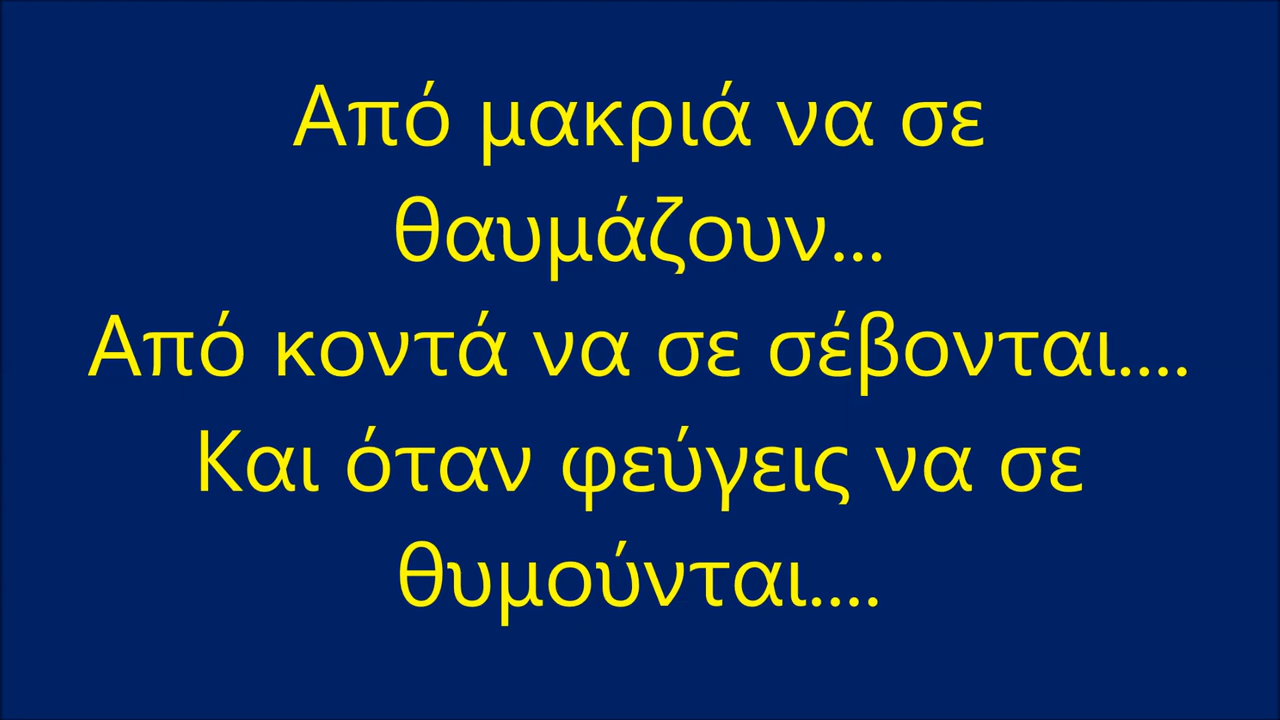 Από μακριά να σε
θαυμάζουν...
Από κοντά να σε σέβονται....
Και όταν φεύγεις να σε
θυμούνται....